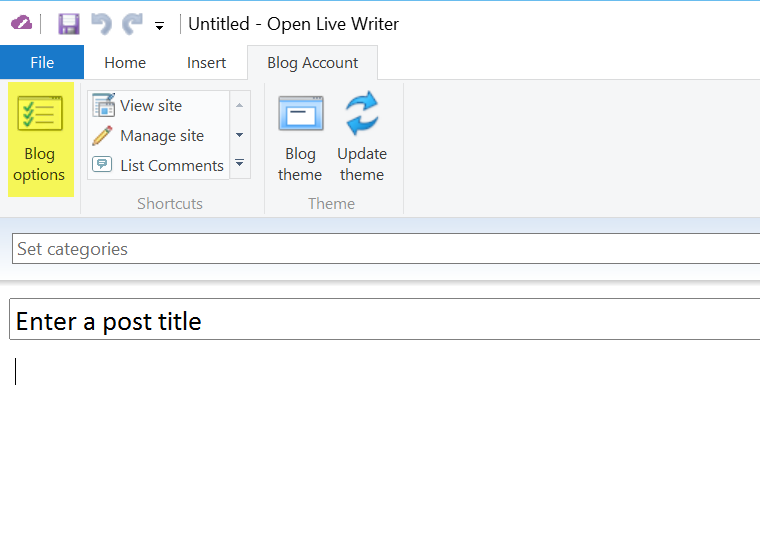 Untitled - Open Live Writer
File Home Insert Blog Account
Blog options
View site
Manage site
List Comments
Shortcuts
Blog theme
Update theme
Theme
Set categories
Enter a post title